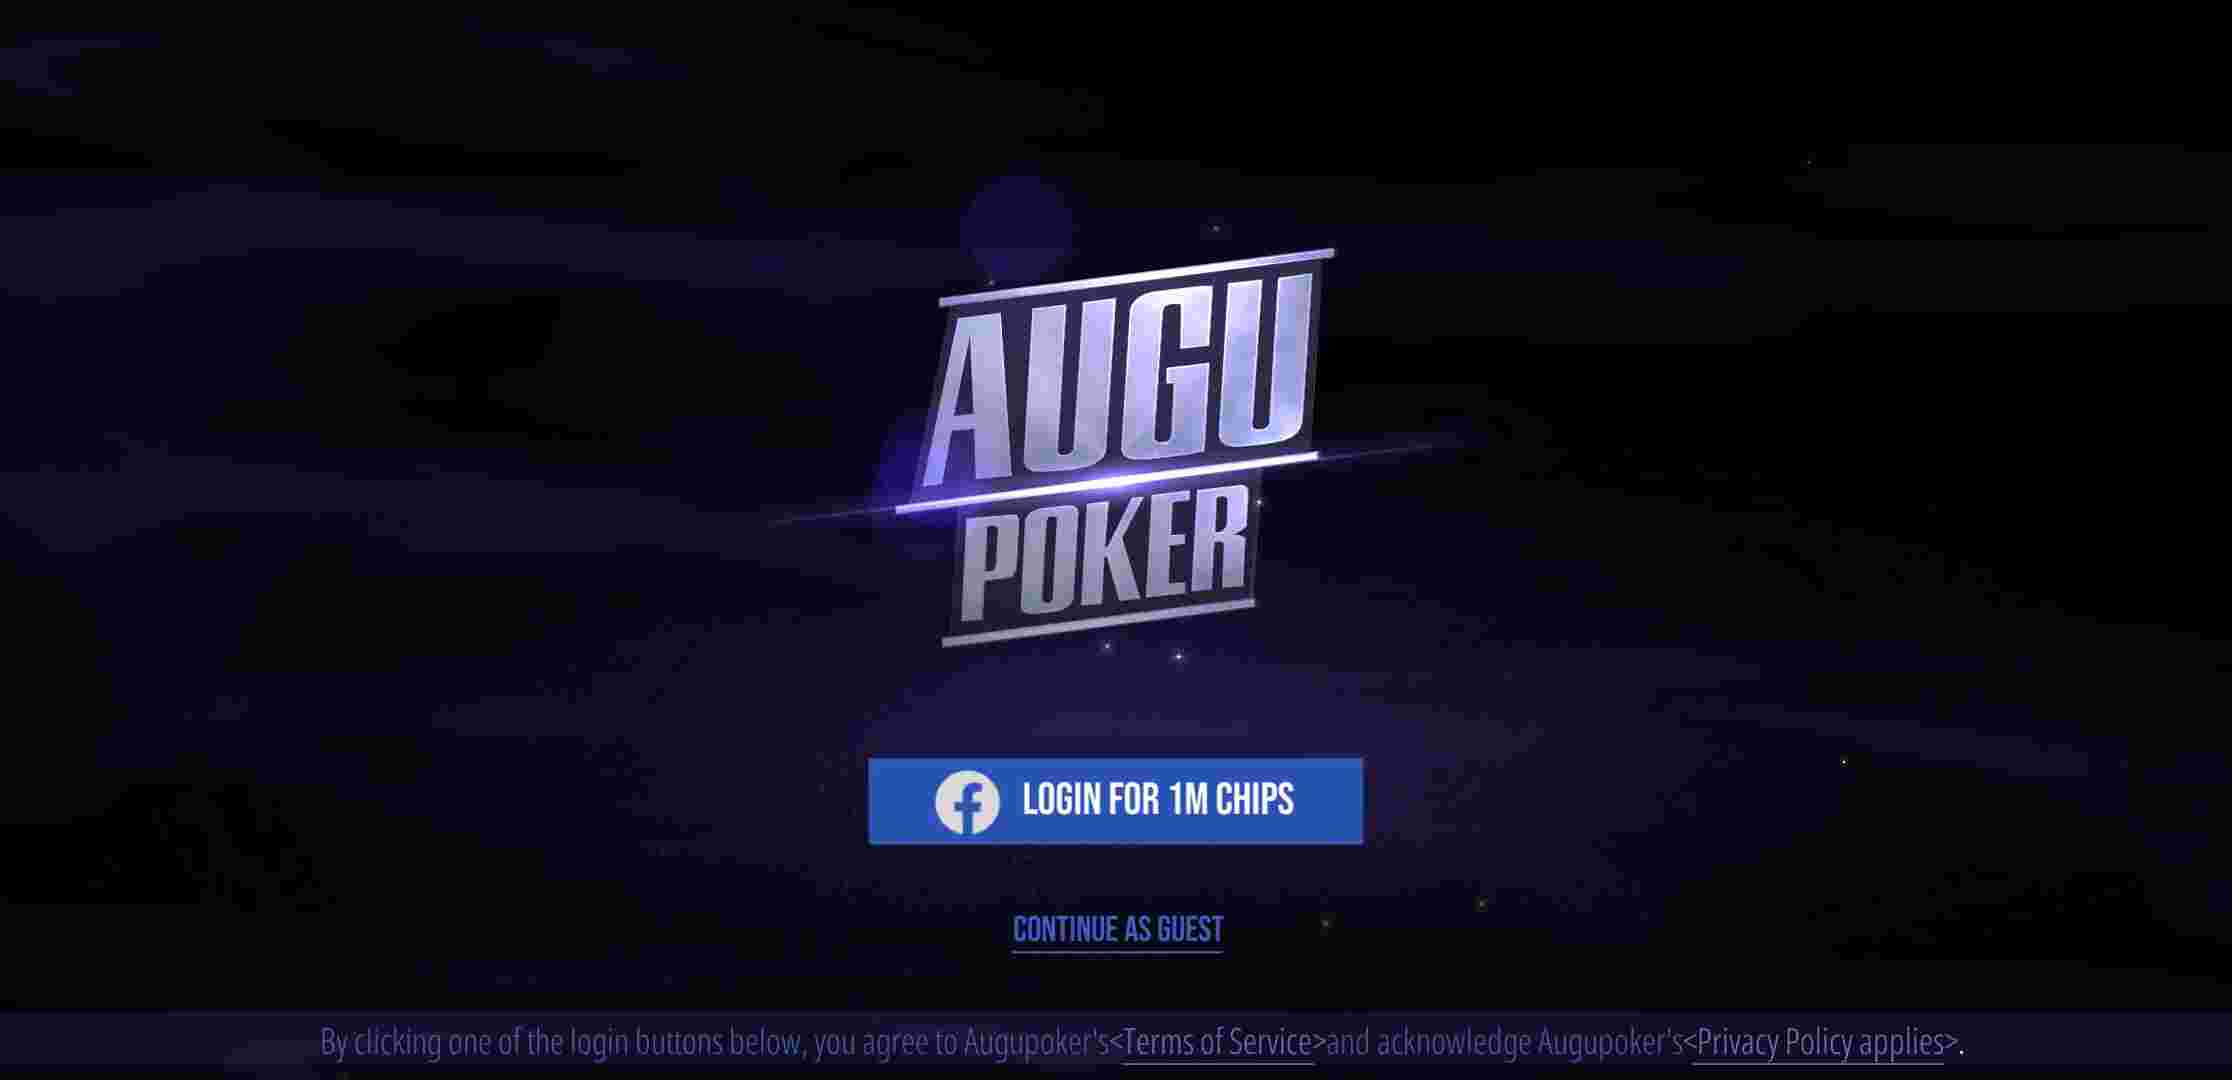 AUGU
POKER
LOGIN FOR 1M CHIPS
CONTINUE AS GUEST
By clicking one of the login buttons below, you agree to Augupoker's<Terms of Service>and acknowledge Augupoker's<Privacy Policy applies>.